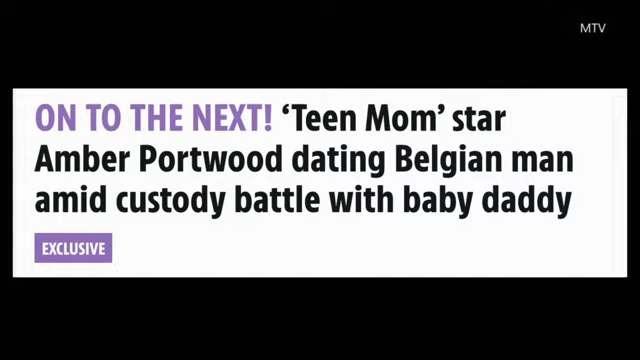 MTV
ON TO THE NEXT! ‘Teen Mom’ star
Amber Portwood dating Belgian man
amid custody battle with baby daddy
EXCLUSIVE